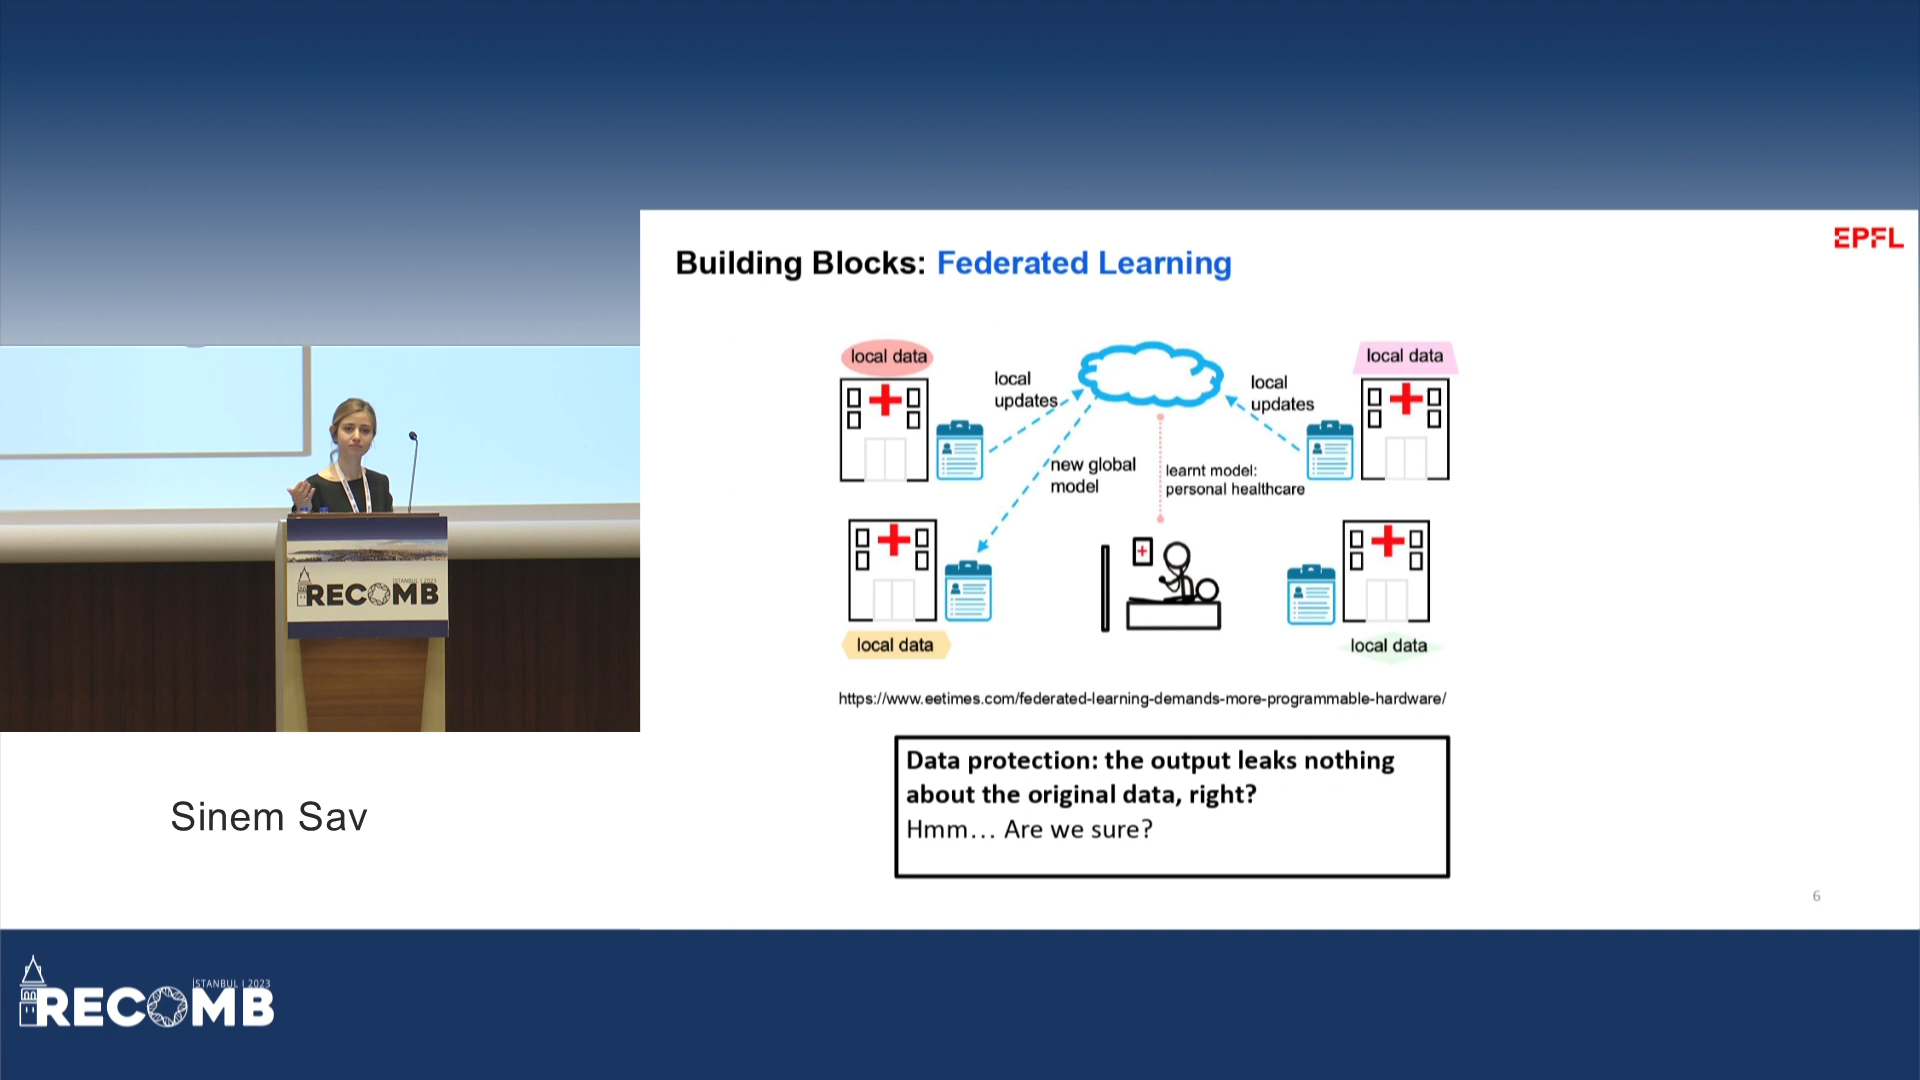 EPFL
Building Blocks: Federated Learning
local data
local data
local
updates
local
updates
new global
model
learnt model:
personal healthcare
local data
local data
https://www.eetimes.com/federated-learning-demands-more-programmable-hardware/
Data protection: the output leaks nothing
about the original data, right?
Hmm... Are we sure?
6
İSTANBUL | 2023
RECOMB
Sinem Sav
İSTANBUL | 2023
RECOMB